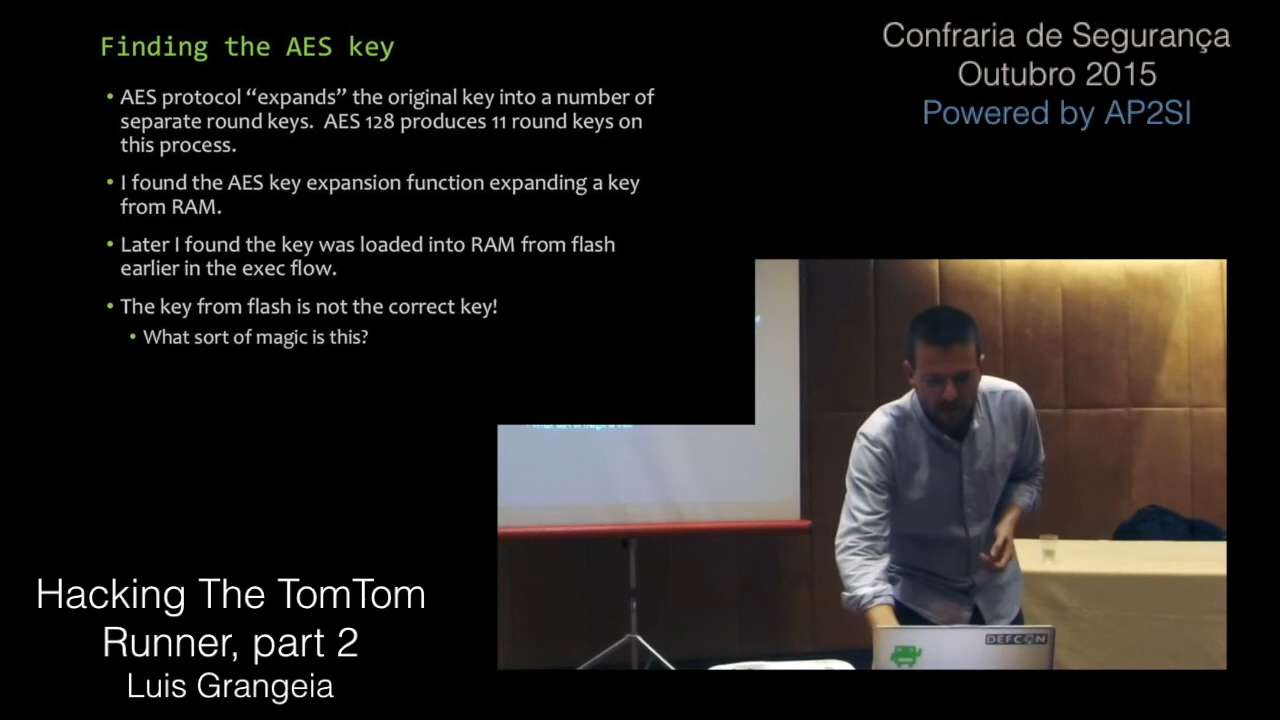 Finding the AES key
• AES protocol “expands” the original key into a number of
separate round keys. AES 128 produces 11 round keys on
this process.
• I found the AES key expansion function expanding a key
from RAM.
• Later I found the key was loaded into RAM from flash
earlier in the exec flow.
• The key from flash is not the correct key!
• What sort of magic is this?
Confraria de Segurança
Outubro 2015
Powered by AP2SI
DEFCON
Hacking The TomTom
Runner, part 2
Luis Grangeia